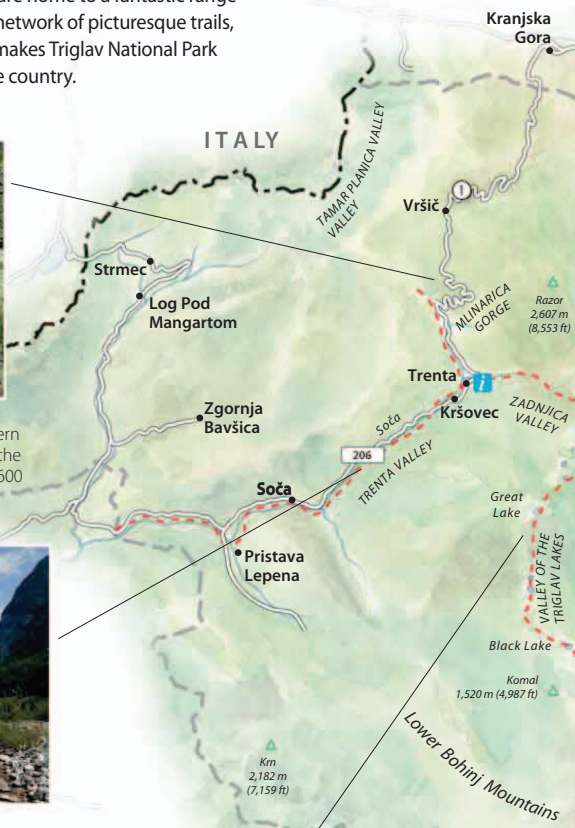 are home to a fantastic range
network of picturesque trails,
makes Triglav National Park
e country.
Kranjska
Gora
ITALY
TAMAR PLANICA VALLEY
VALLEY
1
Vršič
Strmec
Log Pod
Mangartom
MLINARICA
GORGE
Razor
2,607 m
(8,553 ft)
Trenta
i
Kršovec
ZADNJICA
VALLEY
Zgornja
Bavšica
ern
the
600
Soča
206
TRENTA VALLEY
Soča
Great
Lake
VALLEY OF THE
TRIGLAV LAKES
Pristava
Lepena
Black Lake
Komal
1,520 m (4,987 ft)
Lower Bohinj Mountains
Krn
2,182 m
(7,159 ft)